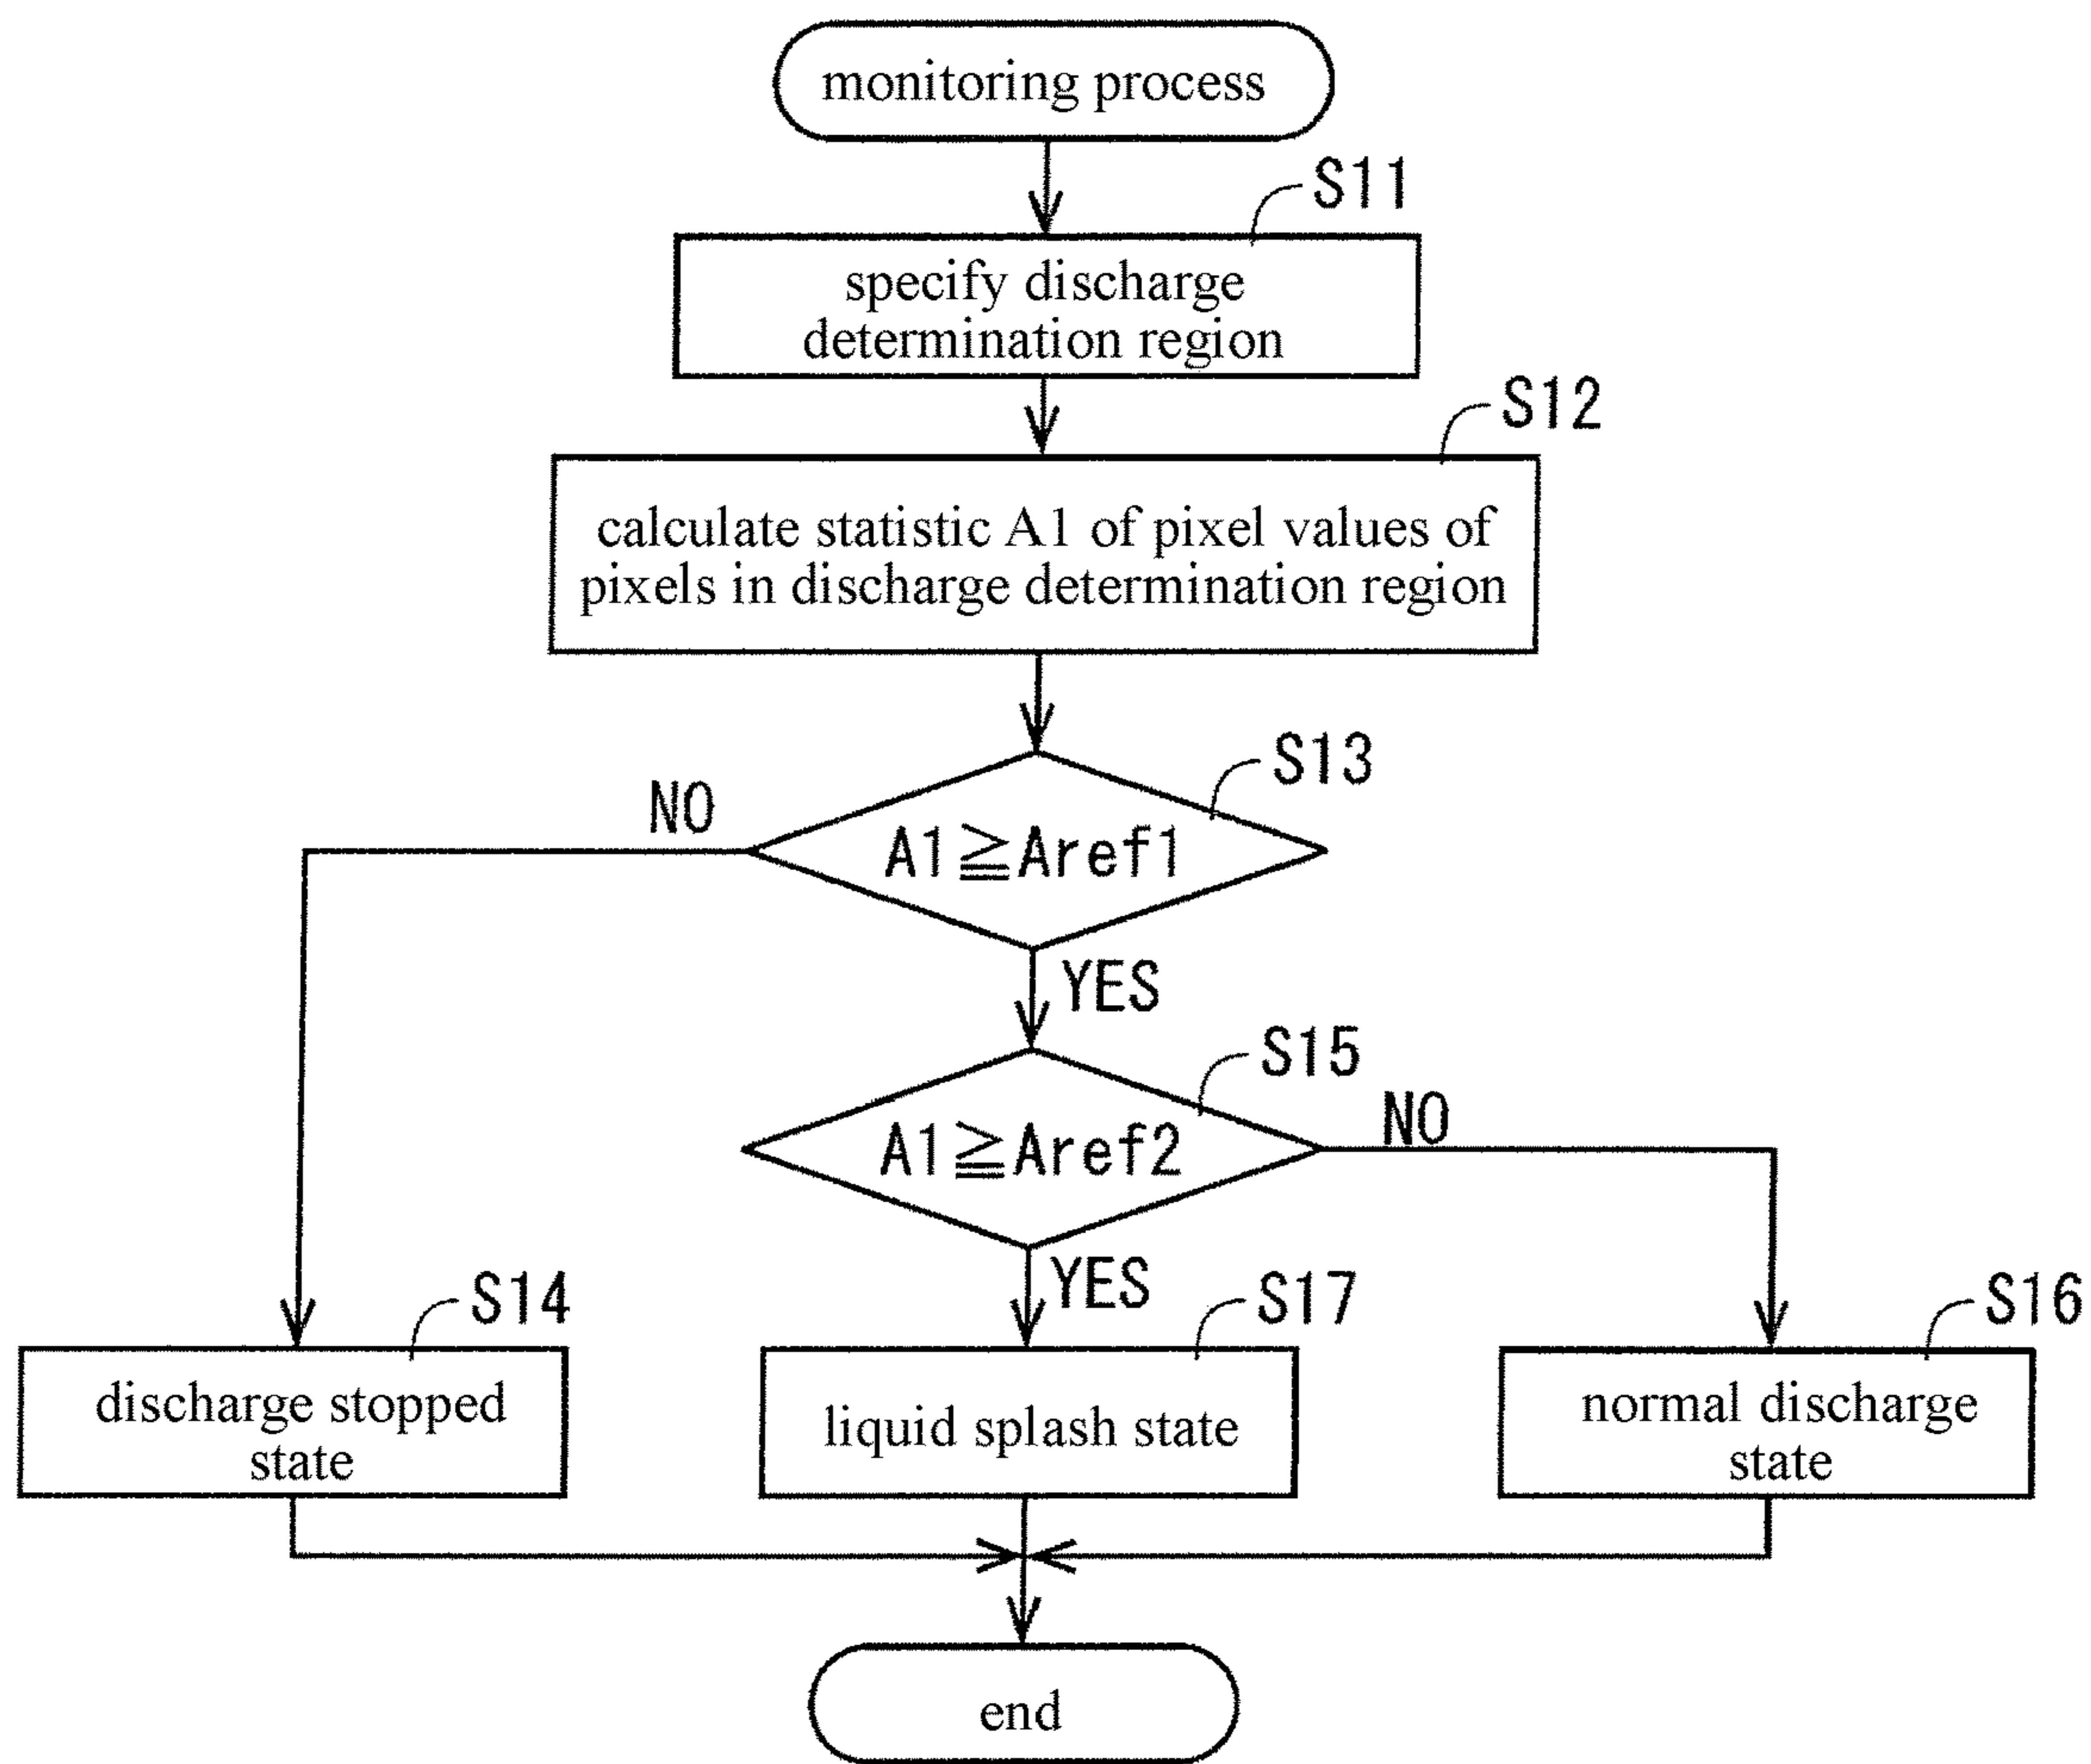 monitoring process
S11
specify discharge
determination region
S12
calculate statistic A1 of pixel values of
pixels in discharge determination region
S13
NO
A1≧Aref1
YES
S15
NO
A1≧Aref2
YES
S14
S17
S16
discharge stopped
state
liquid splash state
normal discharge
state
end